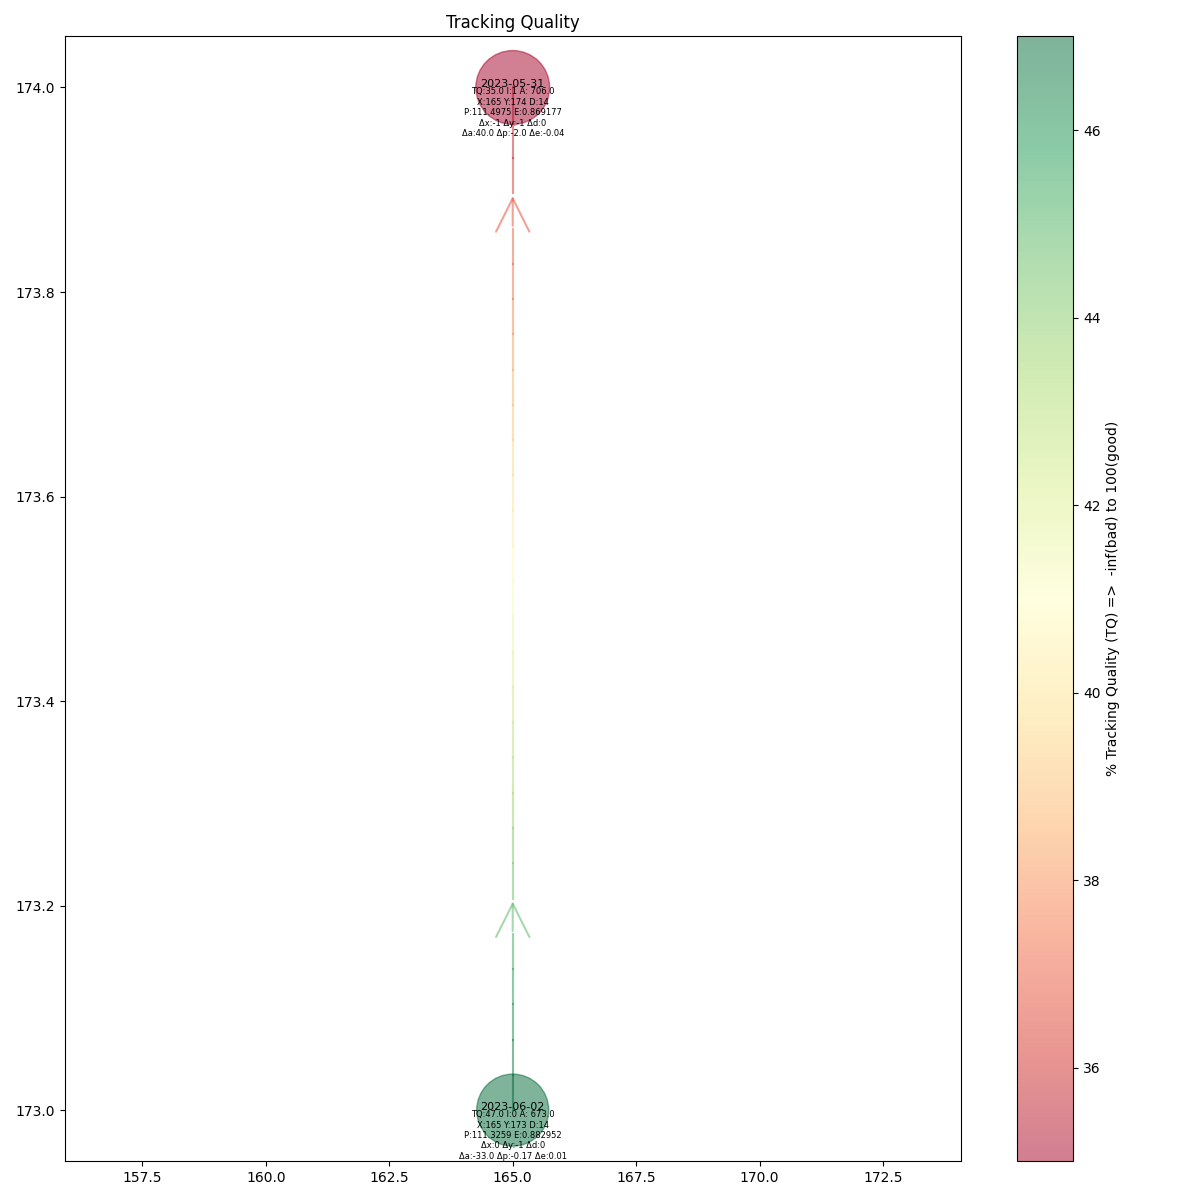 Tracking Quality
174.0
173.8
173.6
173.4
173.2
173.0
157.5
160.0
162.5
165.0
167.5
170.0
172.5
2023-05-31
TQ:35.0 I:1 A: 706.0
X:165 Y:174 D:14
P:111.4975 E:0.869177
Δx:-1 Δy:-1 Δd:0
Δa:40.0 Δp:-2.0 Δe:-0.04
2023-06-02
TQ:47.0 I:0 A: 673.0
X:165 Y:173 D:14
P:111.3259 E:0.882952
Δx:0 Δy:-1 Δd:0
Δa:-33.0 Δp:-0.17 Δe:0.01
46
44
42
40
38
36
% Tracking Quality (TQ) => -inf(bad) to 100(good)